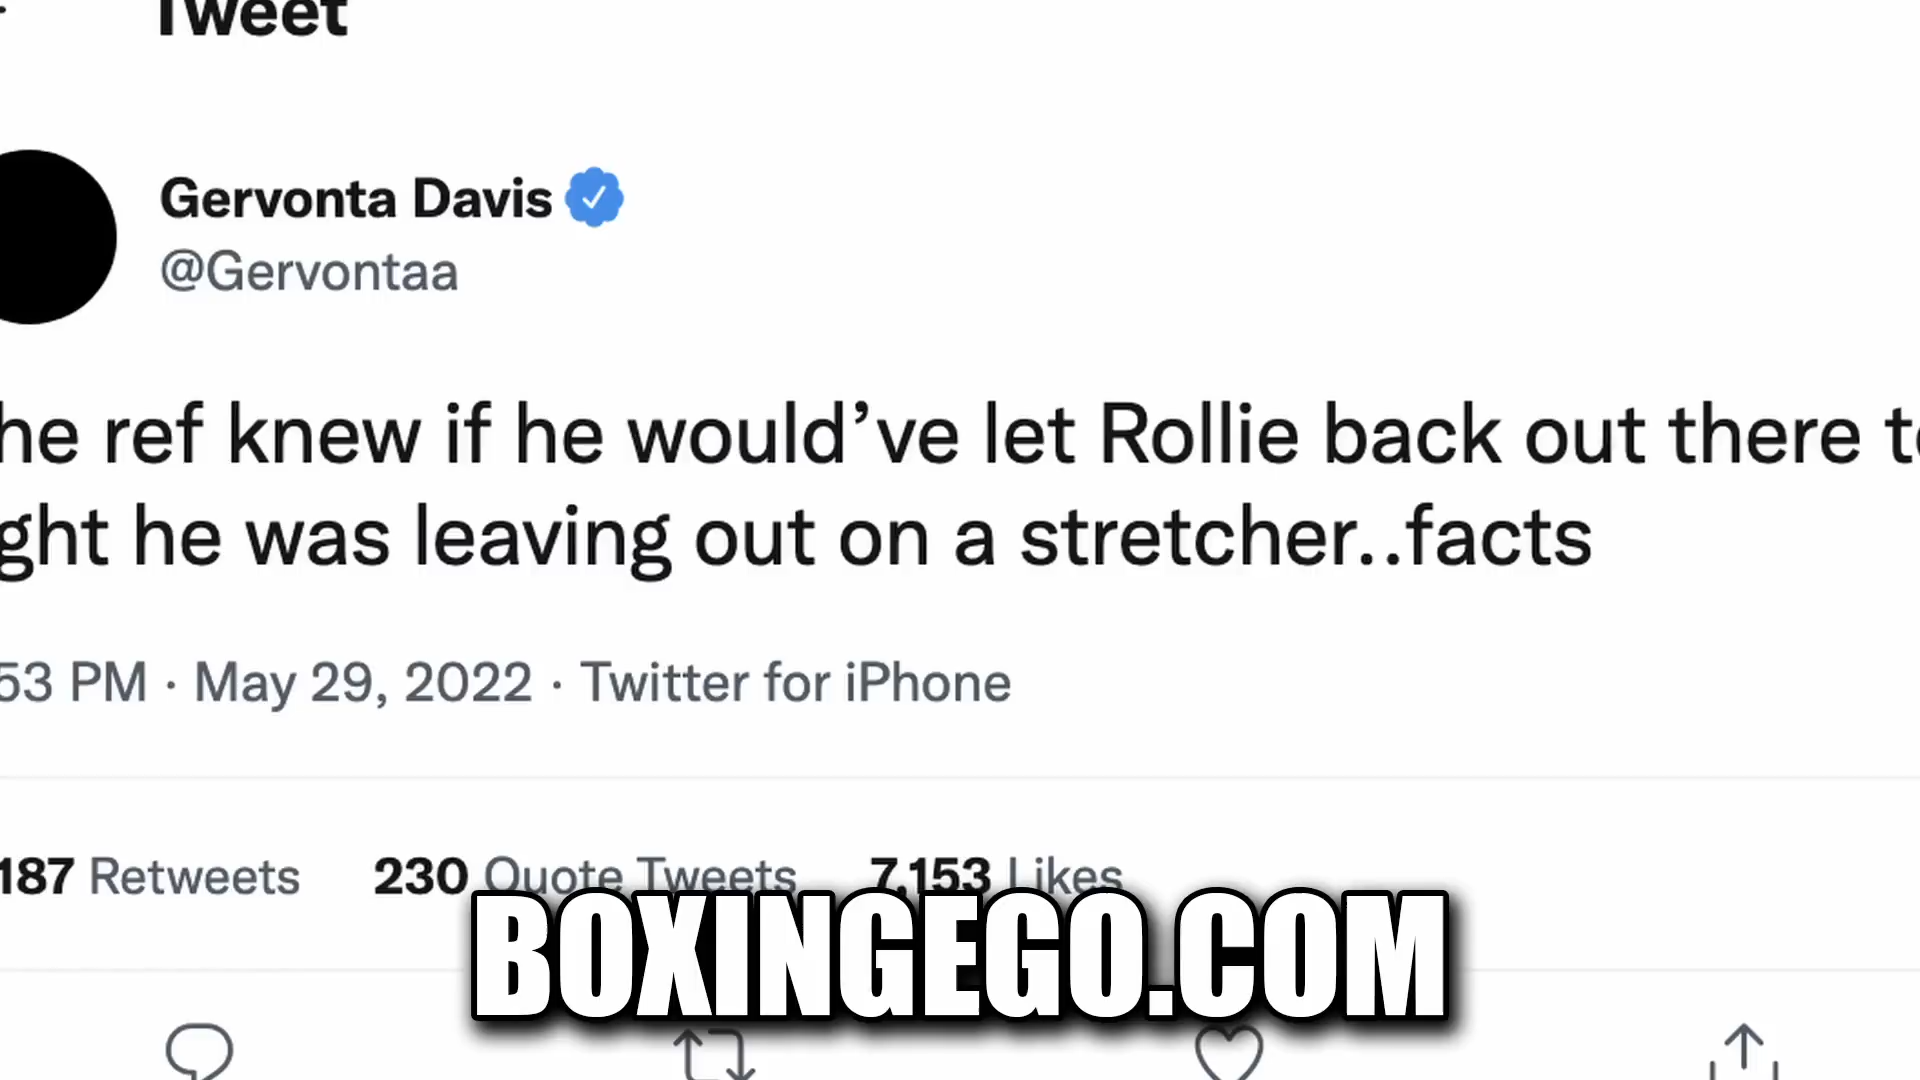 Tweet
Gervonta Davis
@Gervontaa
he ref knew if he would’ve let Rollie back out there
ght he was leaving out on a stretcher..facts
53 PM · May 29, 2022 · Twitter for iPhone
187 Retweets 230 Quote Tweets 7,153 Likes
BOXINGEGO.COM